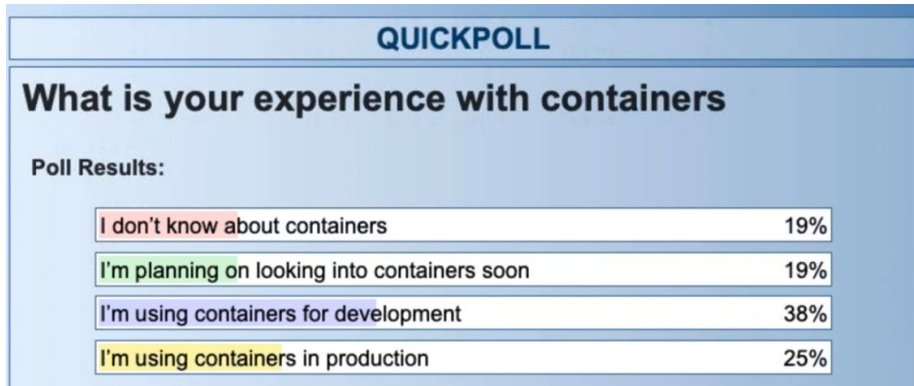 QUICKPOLL
What is your experience with containers
Poll Results:
I don't know about containers 19%
I'm planning on looking into containers soon 19%
I'm using containers for development 38%
I'm using containers in production 25%